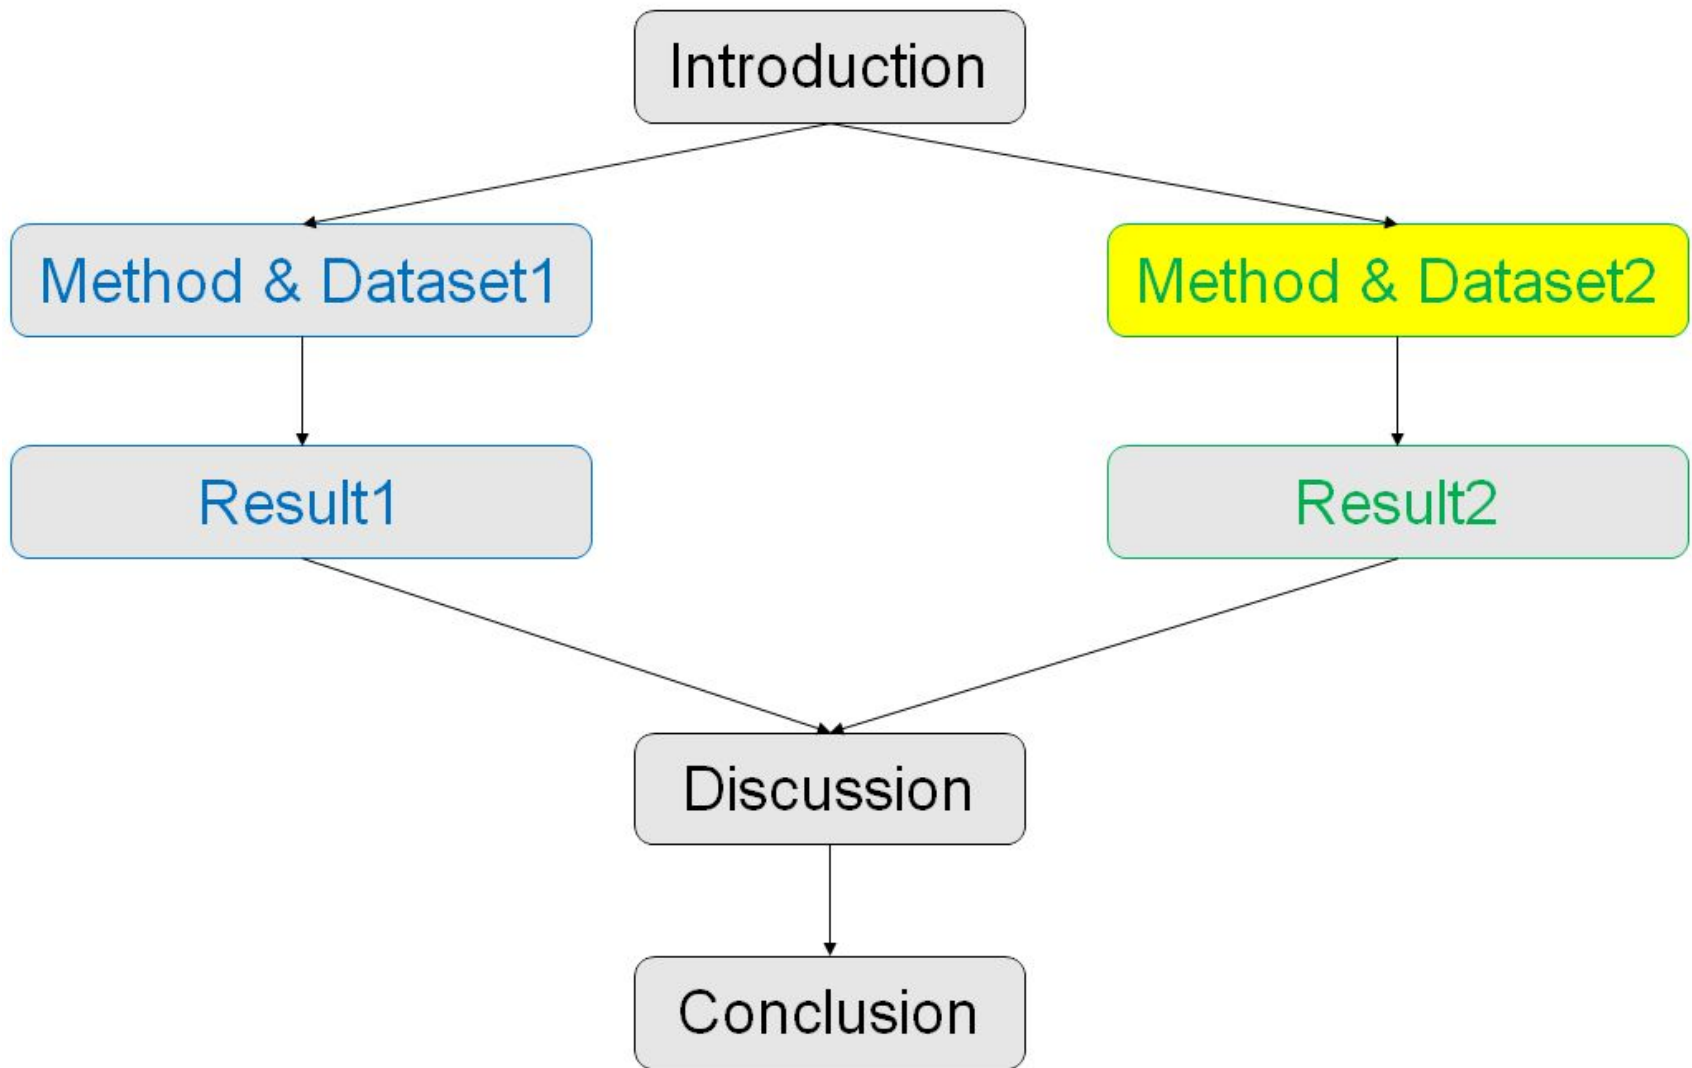 Introduction
Method & Dataset1
Method & Dataset2
Result1
Result2
Discussion
Conclusion